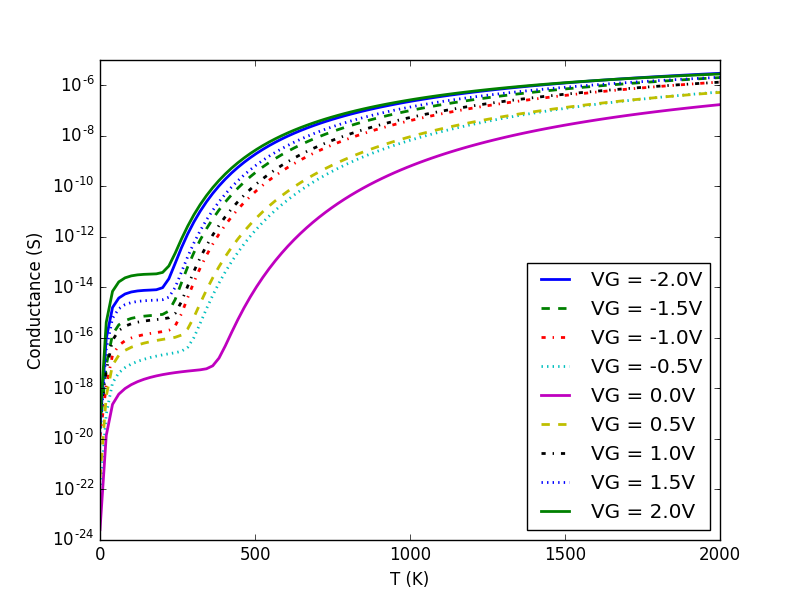 10^-6
10^-8
10^-10
10^-12
10^-14
10^-16
10^-18
10^-20
10^-22
10^-24
Conductance (S)
VG = -2.0V
VG = -1.5V
VG = -1.0V
VG = -0.5V
VG = 0.0V
VG = 0.5V
VG = 1.0V
VG = 1.5V
VG = 2.0V
0 500 1000 1500 2000
T (K)